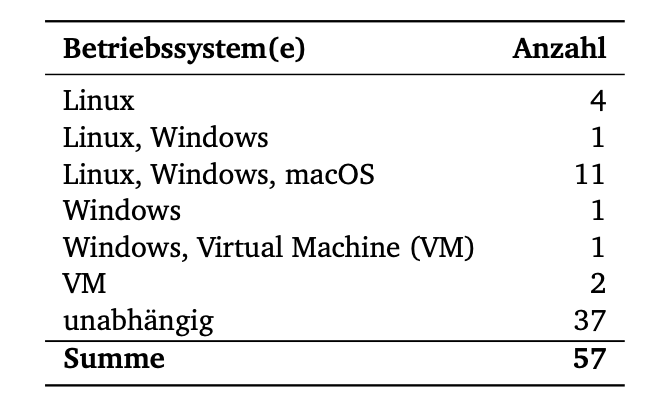 Betriebssystem(e) Anzahl
Linux 4
Linux, Windows 1
Linux, Windows, macOS 11
Windows 1
Windows, Virtual Machine (VM) 1
VM 2
unabhängig 37
Summe 57